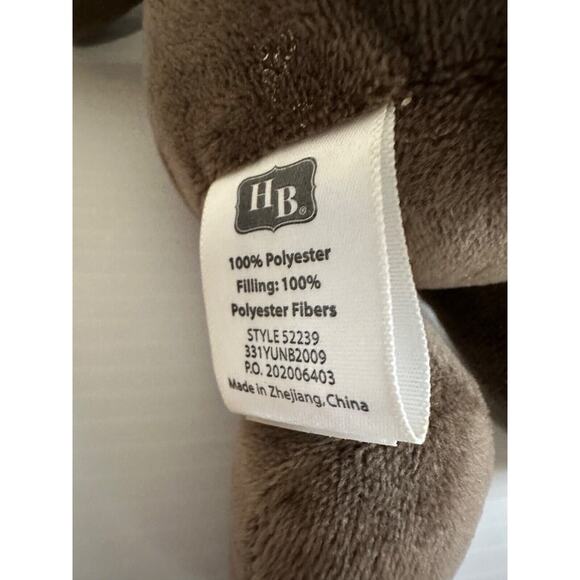 HB®
100% Polyester
Filling: 100%
Polyester Fibers
STYLE 52239
331YUNB2009
P.O. 202006403
Made in Zhejiang, China